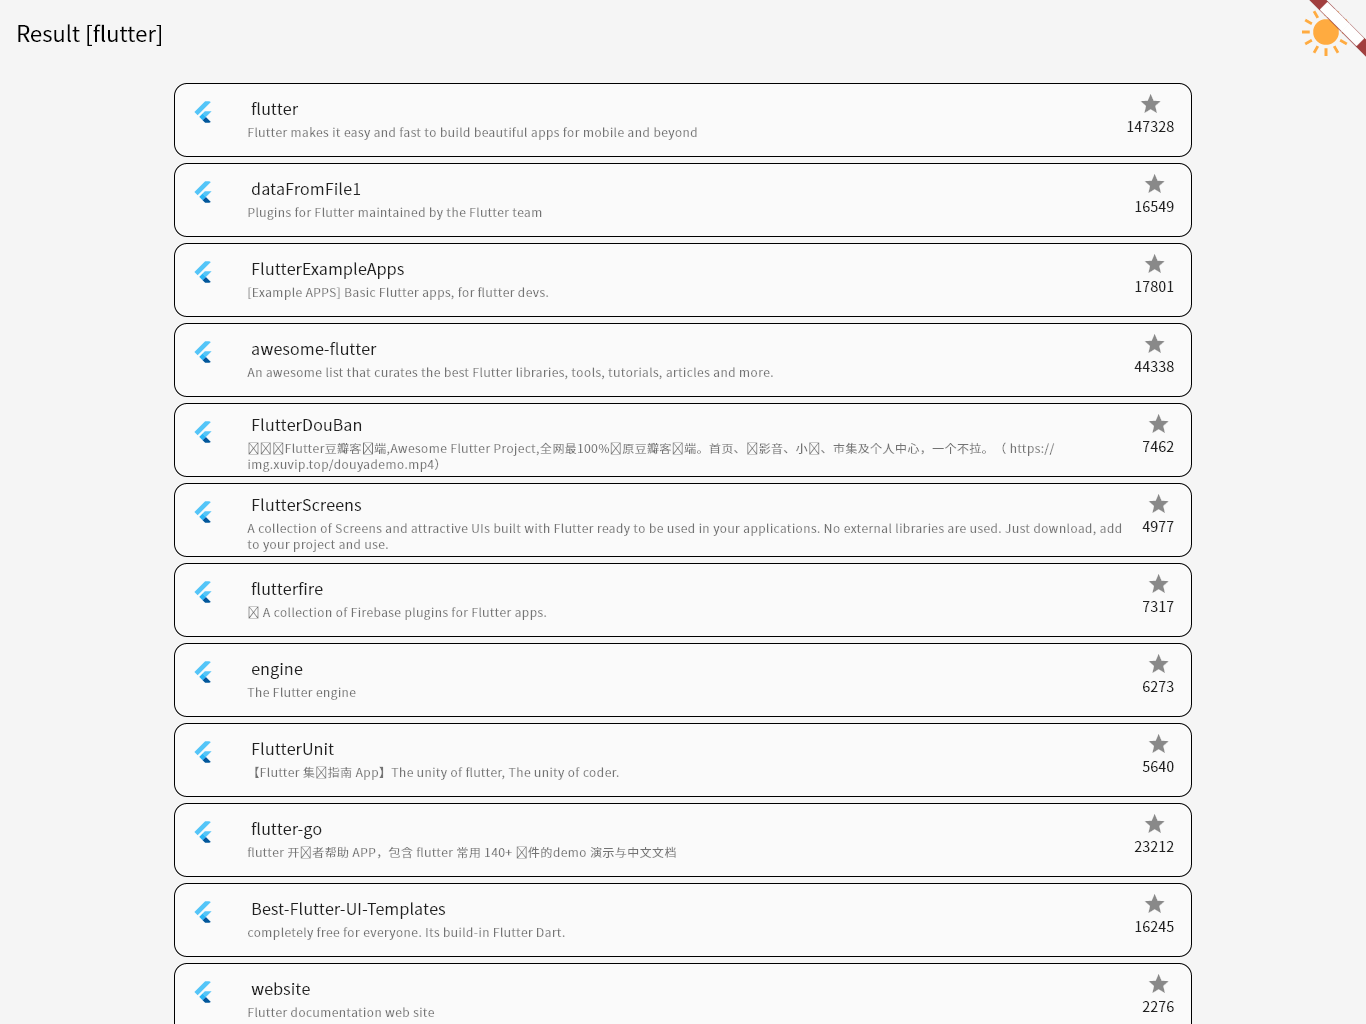 Result [flutter]
flutter
Flutter makes it easy and fast to build beautiful apps for mobile and beyond
147328
dataFromFile1
Plugins for Flutter maintained by the Flutter team
16549
FlutterExampleApps
[Example APPS] Basic Flutter apps, for flutter devs.
17801
awesome-flutter
An awesome list that curates the best Flutter libraries, tools, tutorials, articles and more.
44338
FlutterDouBan
Flutter豆瓣客端,Awesome Flutter Project,全网最100%原豆瓣客端。首页、影音、小、市集及个人中心，一个不拉。（ https://
img.xuvip.top/douyademo.mp4）
7462
FlutterScreens
A collection of Screens and attractive UIs built with Flutter ready to be used in your applications. No external libraries are used. Just download, add
to your project and use.
4977
flutterfire
A collection of Firebase plugins for Flutter apps.
7317
engine
The Flutter engine
6273
FlutterUnit
【Flutter 集指南 App】The unity of flutter, The unity of coder.
5640
flutter-go
flutter 开者帮助 APP，包含 flutter 常用 140+ 件的demo 演示与中文文档
23212
Best-Flutter-UI-Templates
completely free for everyone. Its build-in Flutter Dart.
16245
website
Flutter documentation web site
2276